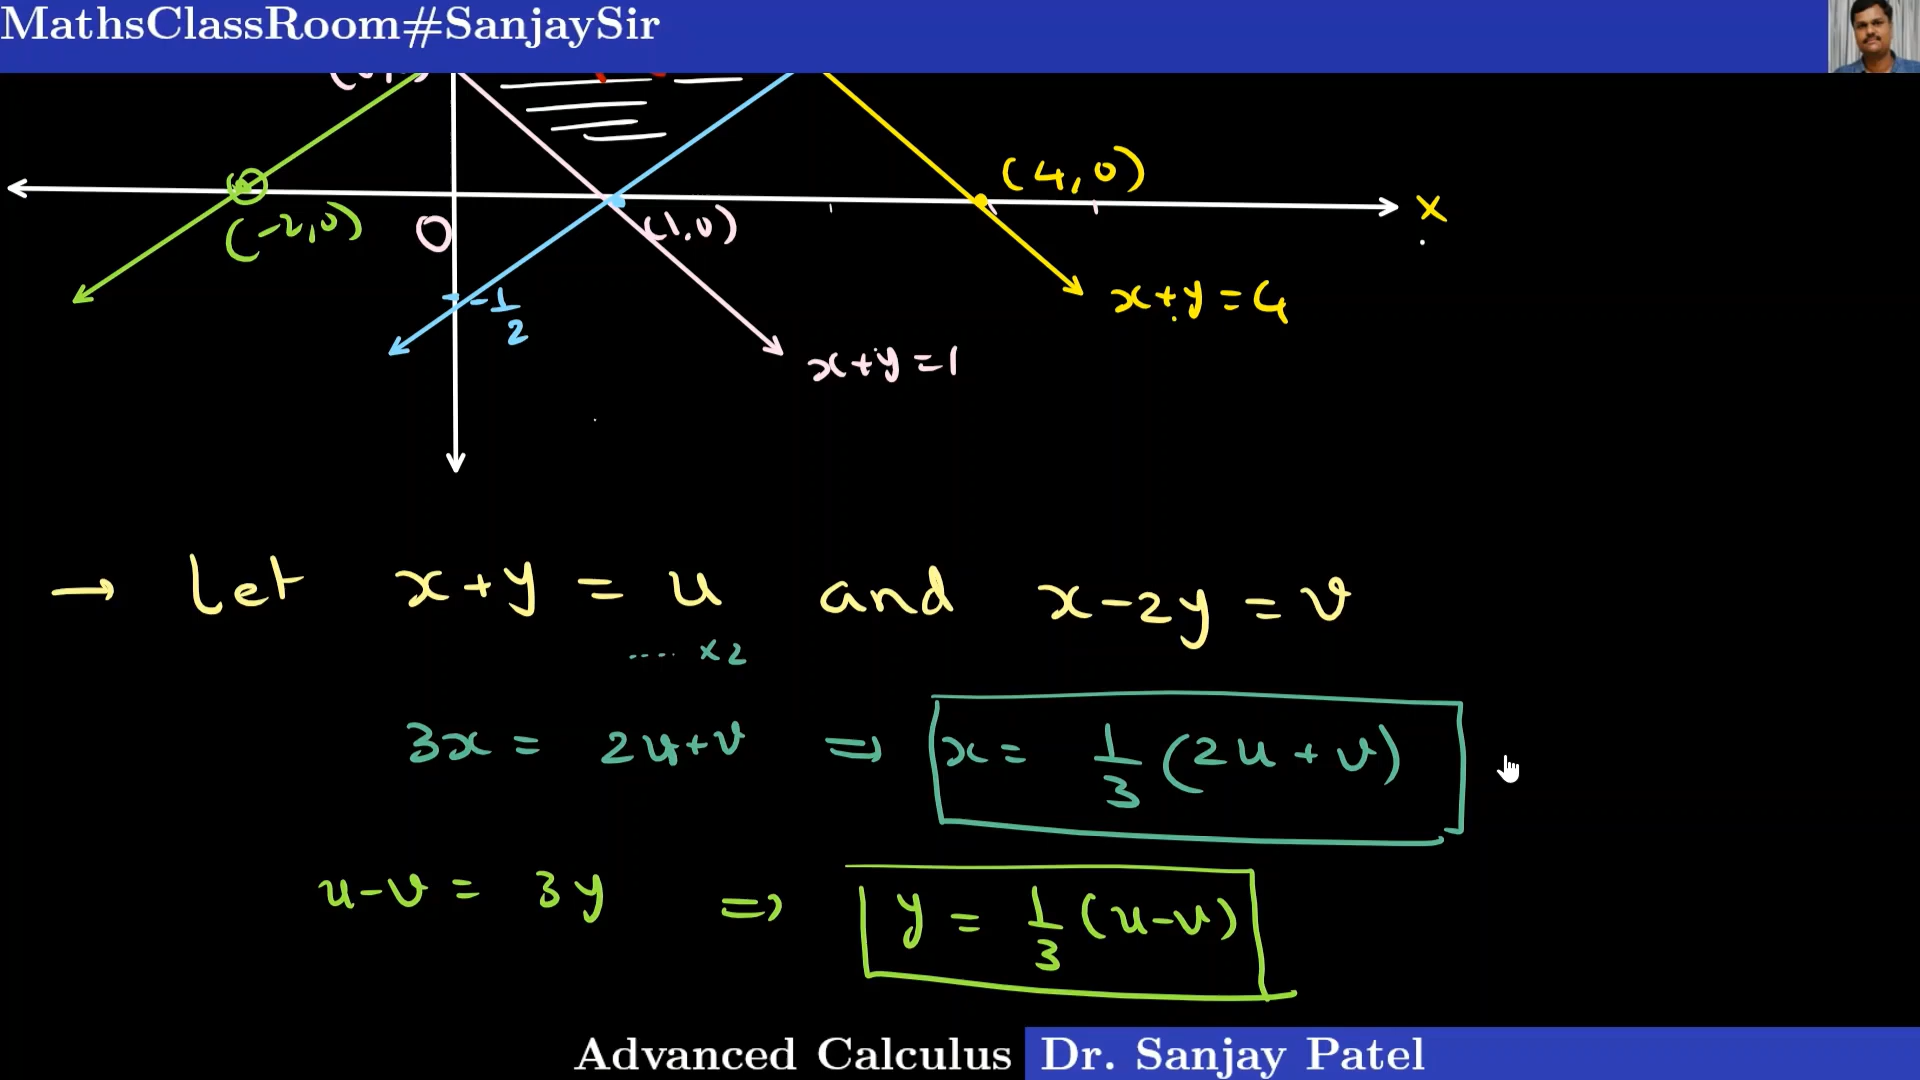 MathsClassRoom#SanjaySir
(4,0)
x
(-2,0)
O
(1,0)
-1/2
x+y=4
x+y=1
→ Let x+y = u and x-2y = v
.... x2
3x = 2u+v ⇒ x = 1/3 (2u+v)
u-v = 3y ⇒ y = 1/3 (u-v)
Advanced Calculus Dr. Sanjay Patel